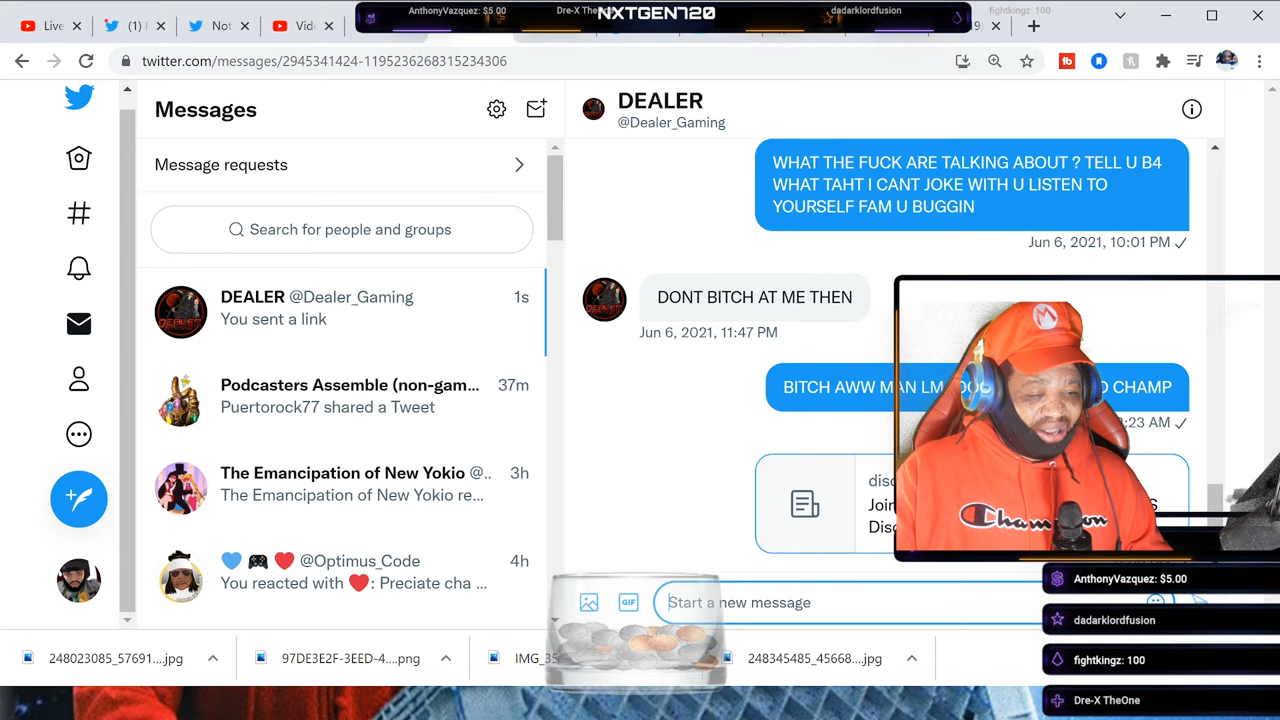 AnthonyVazquez: $5.00
Dre-X TheOne
NXTGEN720
dadarklordfusion
fightkingz: 100
Live
(1)
Not
twitter.com/messages/2945341424-1195236268315234306
Messages
DEALER
@Dealer_Gaming
Message requests
Search for people and groups
DEALER @Dealer_Gaming 1s
You sent a link
Podcasters Assemble (non-gam... 37m
Puertorock77 shared a Tweet
The Emancipation of New Yokio @.. 3h
The Emancipation of New Yokio re...
@Optimus_Code 4h
You reacted with ❤️: Preciate cha ...
WHAT THE FUCK ARE TALKING ABOUT ? TELL U B4
WHAT TAHT I CANT JOKE WITH U LISTEN TO
YOURSELF FAM U BUGGIN
Jun 6, 2021, 10:01 PM
DONT BITCH AT ME THEN
Jun 6, 2021, 11:47 PM
BITCH AWW MAN CHAMP
:23 AM
Champion
GIF
Start a new message
248023085_57691....jpg
97DE3E2F-3EED-4....png
248345485_45668....jpg
AnthonyVazquez: $5.00
dadarklordfusion
fightkingz: 100
Dre-X TheOne